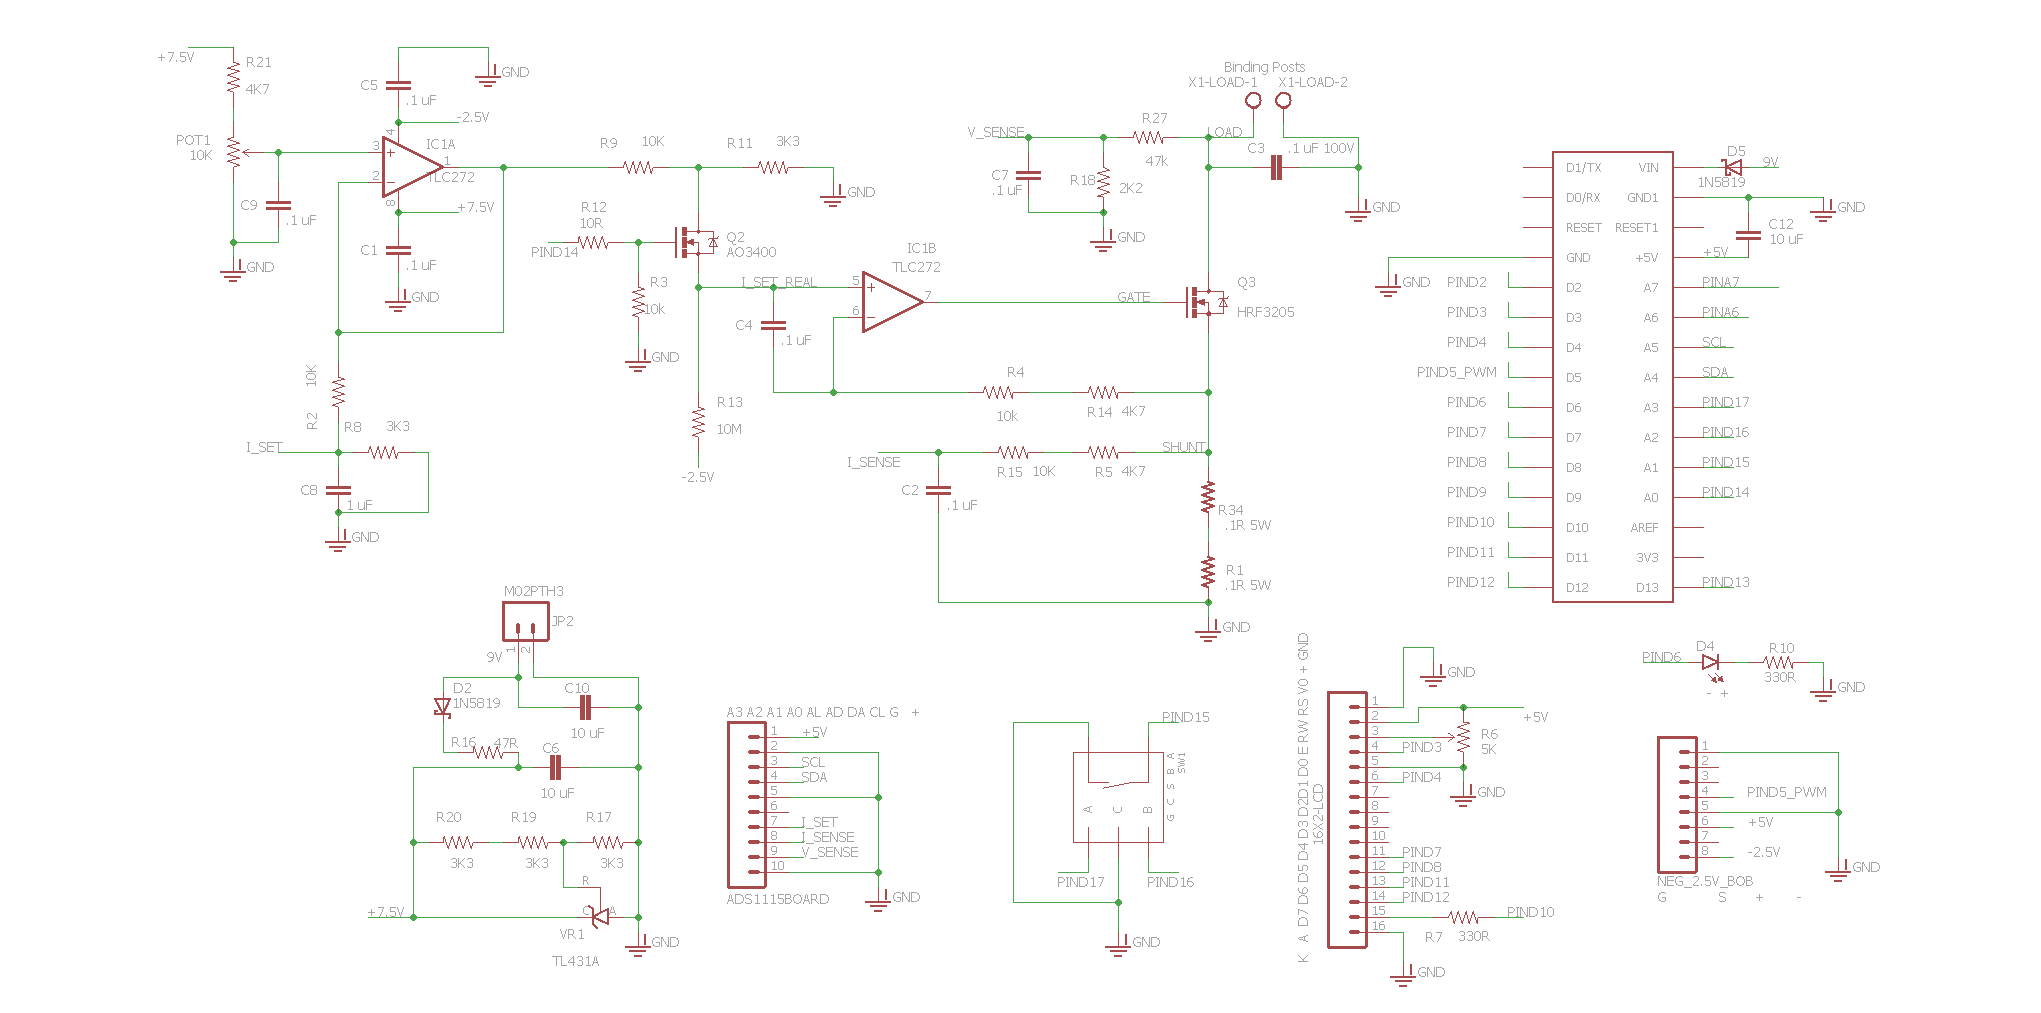 +7.5V
R21
4K7
POT1
10K
C9
.1 uF
GND
C5
.1 uF
GND
-2.5V
IC1A
TLC272
3
2
1
4
8
+7.5V
C1
.1 uF
GND
R2
10K
R8
3K3
I_SET
C8
.1 uF
GND
R9
10K
R11
3K3
GND
R12
10R
PIND14
Q2
AO3400
R3
10k
GND
I_SET_REAL
C4
.1 uF
R13
10M
-2.5V
IC1B
TLC272
5
6
7
GATE
Q3
HRF3205
Binding Posts
X1-LOAD-1
X1-LOAD-2
V_SENSE
R27
47k
LOAD
C3
.1 uF 100V
C7
.1 uF
R18
2K2
GND
GND
R4
10k
R14
4K7
I_SENSE
R15
10K
R5
4K7
SHUNT
C2
.1 uF
R34
.1R 5W
R1
.1R 5W
GND
D1/TX
D0/RX
RESET
GND
D2
D3
D4
D5
D6
D7
D8
D9
D10
D11
D12
VIN
GND1
RESET1
+5V
A7
A6
A5
A4
A3
A2
A1
A0
AREF
3V3
D13
GND
PIND2
PIND3
PIND4
PIND5_PWM
PIND6
PIND7
PIND8
PIND9
PIND10
PIND11
PIND12
D5
1N5819
9V
GND
C12
10 uF
+5V
PINA7
PINA6
SCL
SDA
PIND17
PIND16
PIND15
PIND14
PIND13
M02PTH3
JP2
1
2
9V
D2
1N5819
C10
10 uF
R16
47R
C6
10 uF
R20
3K3
R19
3K3
R17
3K3
+7.5V
R
C
A
VR1
TL431A
GND
A3 A2 A1 A0 AL AD DA CL G +
1
2
3
4
5
6
7
8
9
10
+5V
SCL
SDA
I_SET
I_SENSE
V_SENSE
ADS1115BOARD
GND
PIND15
A
C
B
SW1
G C S B A
PIND17
PIND16
GND
K A D7 D6 D5 D4 D3 D2D1 D0 E RW RS V0 + GND
16X2-LCD
1
2
3
4
5
6
7
8
9
10
11
12
13
14
15
16
GND
+5V
R6
5K
PIND3
PIND4
GND
PIND7
PIND8
PIND11
PIND12
PIND10
R7
330R
GND
PIND6
D4
- +
R10
330R
GND
1
2
3
4
5
6
7
8
PIND5_PWM
+5V
-2.5V
GND
NEG_2.5V_BOB
G S + -